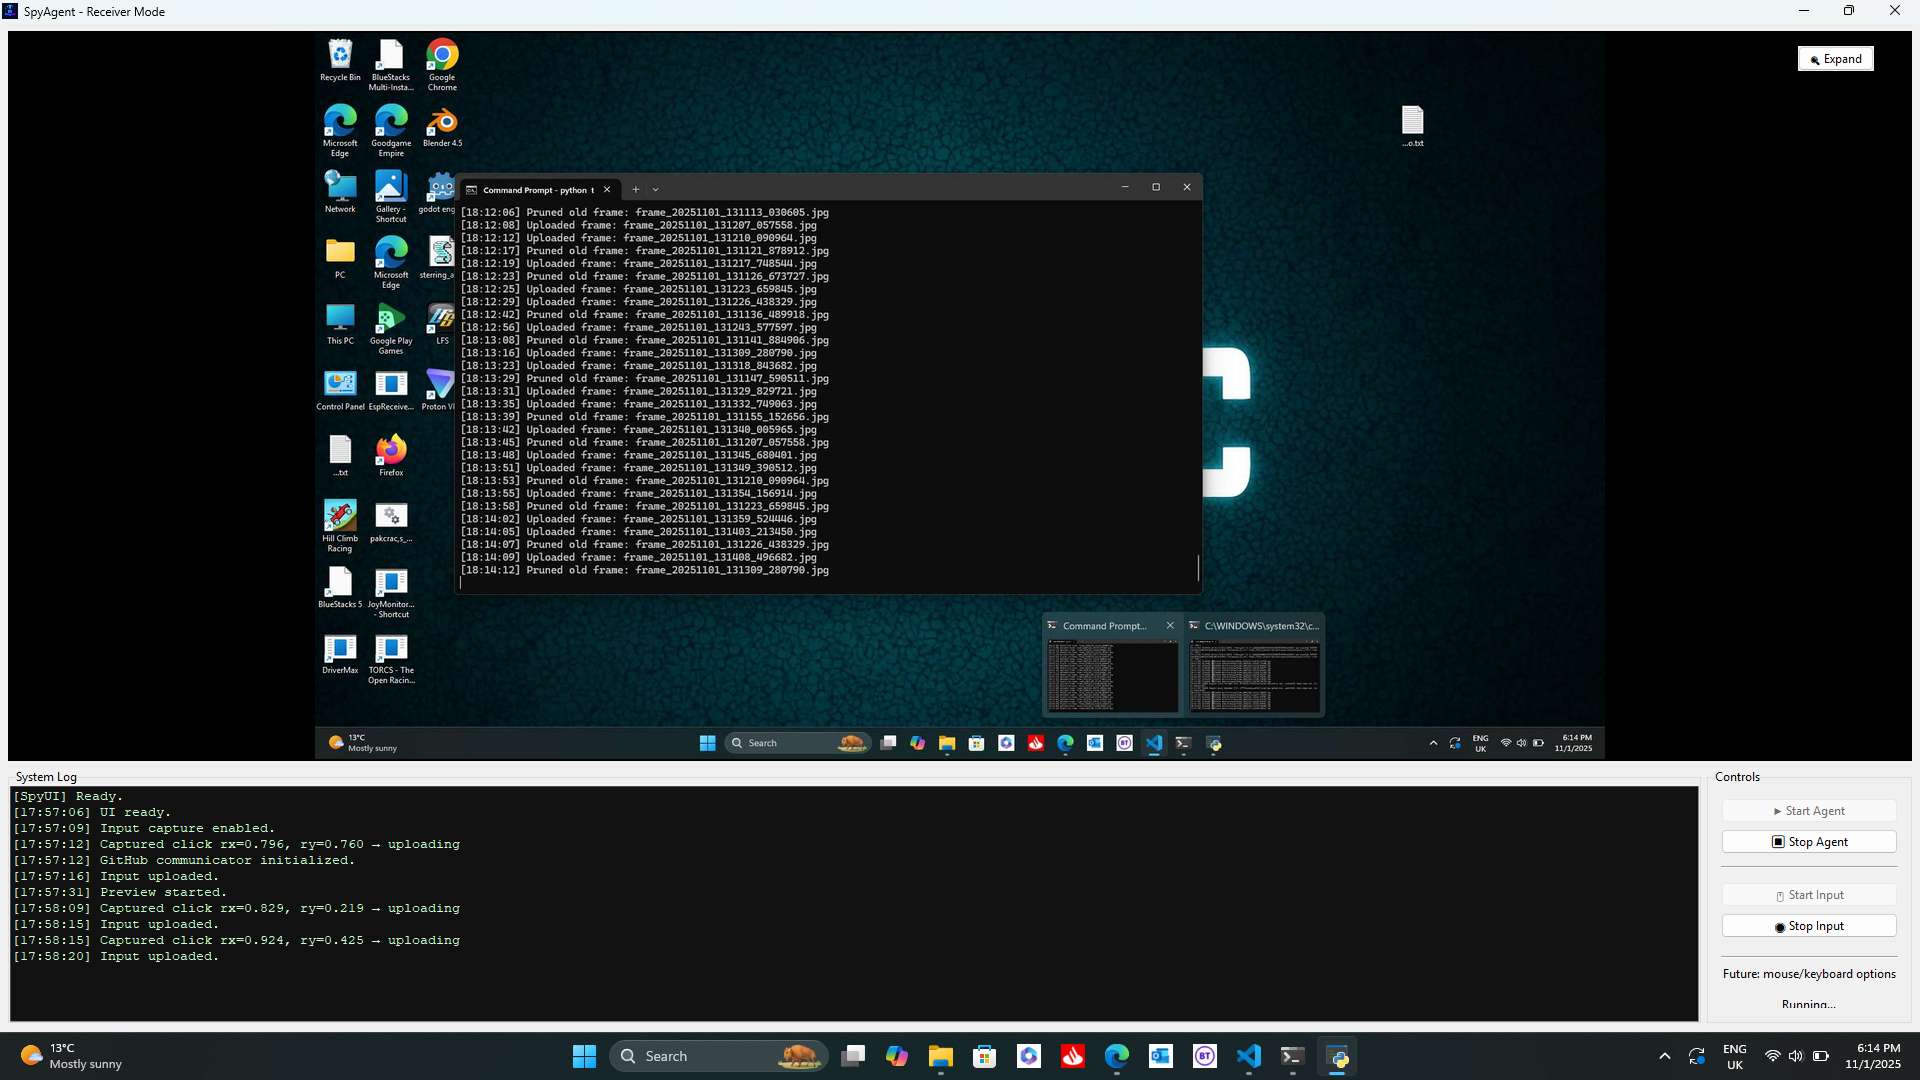 SpyAgent - Receiver Mode
Expand
Recycle Bin
BlueStacks
Multi-Insta...
Google
Chrome
...o.txt
Microsoft
Edge
Goodgame
Empire
Blender 4.5
Network
Gallery -
Shortcut
godot eng
PC
Microsoft
Edge
sterring_a
This PC
Google Play
Games
LFS
Control Panel
EspReceive...
Proton V
...txt
Firefox
Hill Climb
Racing
pakcrac,s_...
BlueStacks 5
JoyMonitor...
- Shortcut
DriverMax
TORCS - The
Open Racin...
Command Prompt - python t
[18:12:06] Pruned old frame: frame_20251101_131113_030605.jpg
[18:12:08] Uploaded frame: frame_20251101_131207_057558.jpg
[18:12:12] Uploaded frame: frame_20251101_131210_090964.jpg
[18:12:17] Pruned old frame: frame_20251101_131121_878912.jpg
[18:12:19] Uploaded frame: frame_20251101_131217_748544.jpg
[18:12:23] Pruned old frame: frame_20251101_131126_673727.jpg
[18:12:25] Uploaded frame: frame_20251101_131223_659845.jpg
[18:12:29] Uploaded frame: frame_20251101_131226_438329.jpg
[18:12:42] Pruned old frame: frame_20251101_131136_489918.jpg
[18:12:56] Uploaded frame: frame_20251101_131243_577597.jpg
[18:13:08] Pruned old frame: frame_20251101_131141_884906.jpg
[18:13:16] Uploaded frame: frame_20251101_131309_280790.jpg
[18:13:23] Uploaded frame: frame_20251101_131318_843682.jpg
[18:13:29] Pruned old frame: frame_20251101_131147_590511.jpg
[18:13:31] Uploaded frame: frame_20251101_131329_829721.jpg
[18:13:35] Uploaded frame: frame_20251101_131332_749063.jpg
[18:13:39] Pruned old frame: frame_20251101_131155_152656.jpg
[18:13:42] Uploaded frame: frame_20251101_131340_005965.jpg
[18:13:45] Pruned old frame: frame_20251101_131207_057558.jpg
[18:13:48] Uploaded frame: frame_20251101_131345_680401.jpg
[18:13:51] Uploaded frame: frame_20251101_131349_390512.jpg
[18:13:53] Pruned old frame: frame_20251101_131210_090964.jpg
[18:13:55] Uploaded frame: frame_20251101_131354_156914.jpg
[18:13:58] Pruned old frame: frame_20251101_131223_659845.jpg
[18:14:02] Uploaded frame: frame_20251101_131359_524446.jpg
[18:14:05] Uploaded frame: frame_20251101_131403_213450.jpg
[18:14:07] Pruned old frame: frame_20251101_131226_438329.jpg
[18:14:09] Uploaded frame: frame_20251101_131408_496682.jpg
[18:14:12] Pruned old frame: frame_20251101_131309_280790.jpg
Command Prompt...
C:\WINDOWS\system32\c...
13°C
Mostly sunny
Search
ENG
UK
6:14 PM
11/1/2025
System Log
[SpyUI] Ready.
[17:57:06] UI ready.
[17:57:09] Input capture enabled.
[17:57:12] Captured click rx=0.796, ry=0.760 → uploading
[17:57:12] GitHub communicator initialized.
[17:57:16] Input uploaded.
[17:57:31] Preview started.
[17:58:09] Captured click rx=0.829, ry=0.219 → uploading
[17:58:15] Input uploaded.
[17:58:15] Captured click rx=0.924, ry=0.425 → uploading
[17:58:20] Input uploaded.
Controls
Start Agent
Stop Agent
Start Input
Stop Input
Future: mouse/keyboard options
Running...
13°C
Mostly sunny
Search
BT
ENG
UK
6:14 PM
11/1/2025